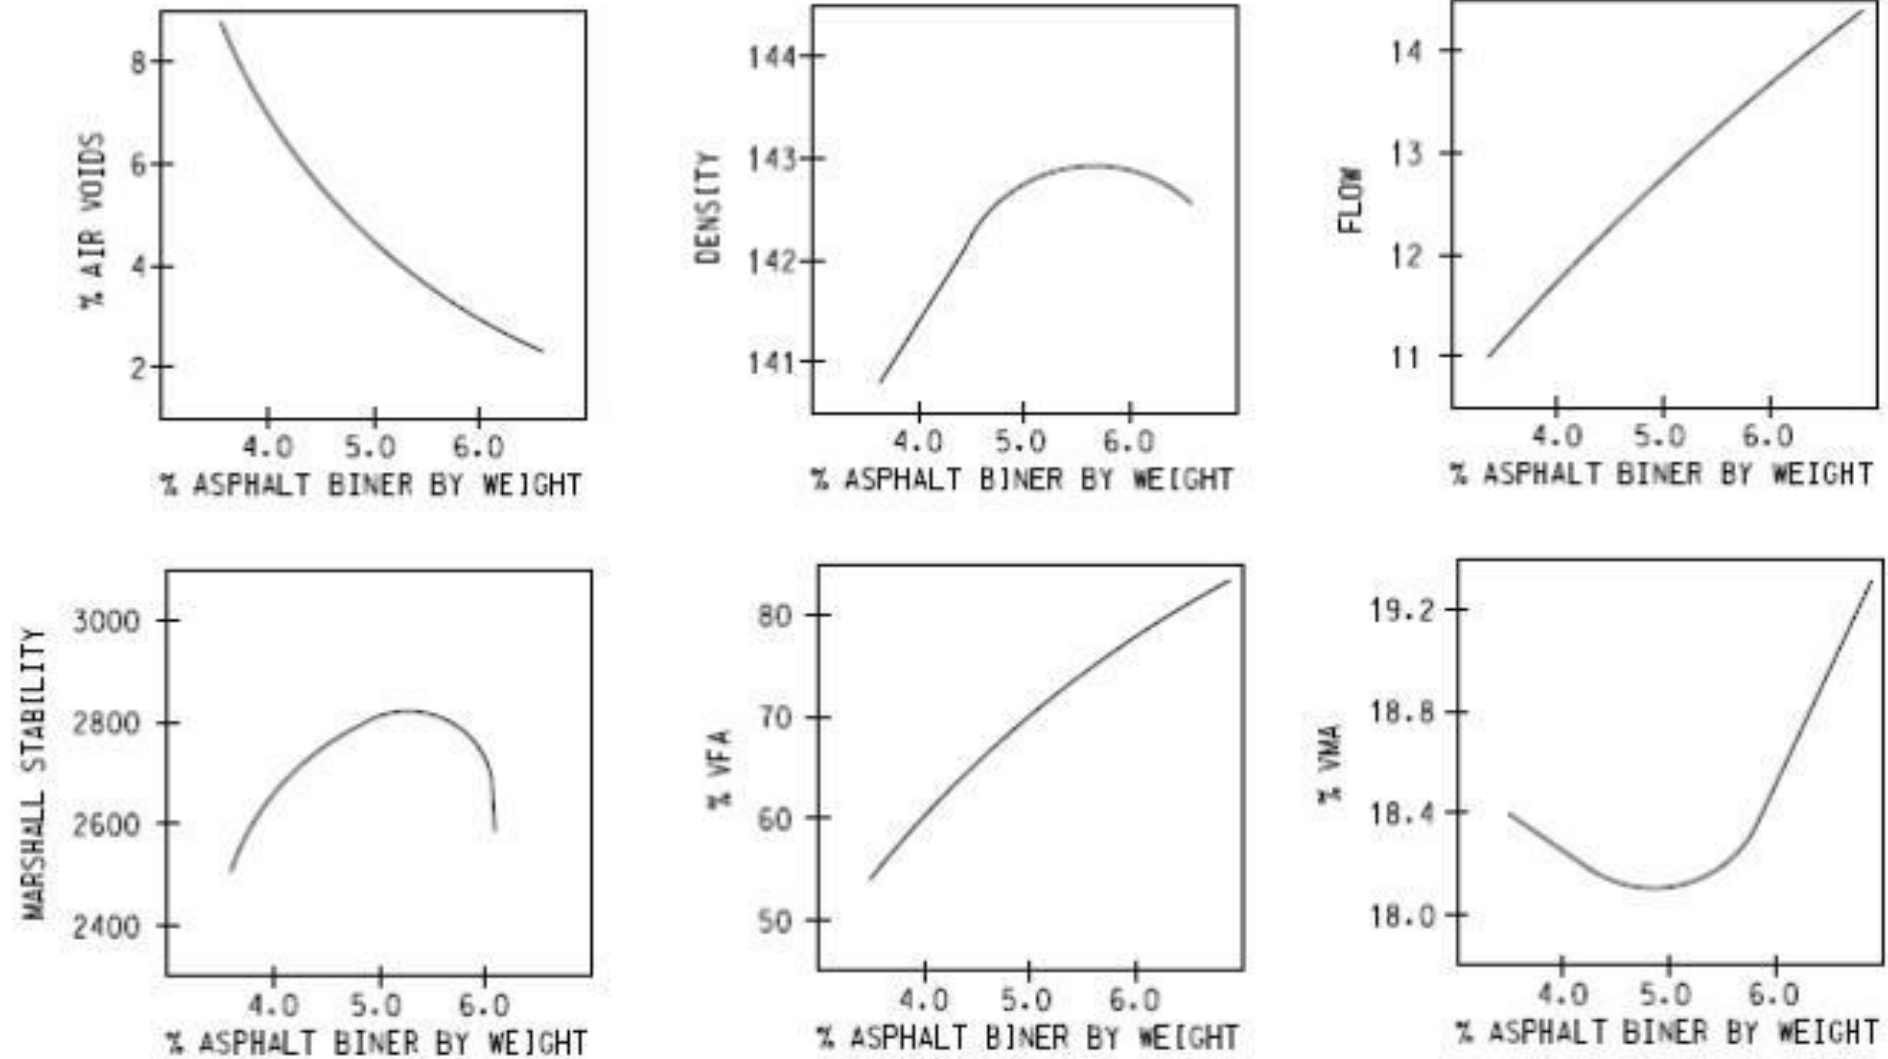 % AIR VOIDS
8
6
4
2
4.0 5.0 6.0
% ASPHALT BINER BY WEIGHT
DENSITY
144
143
142
141
4.0 5.0 6.0
% ASPHALT BINER BY WEIGHT
FLOW
14
13
12
11
4.0 5.0 6.0
% ASPHALT BINER BY WEIGHT
MARSHALL STABILITY
3000
2800
2600
2400
4.0 5.0 6.0
% ASPHALT BINER BY WEIGHT
% VFA
80
70
60
50
4.0 5.0 6.0
% ASPHALT BINER BY WEIGHT
% VMA
19.2
18.8
18.4
18.0
4.0 5.0 6.0
% ASPHALT BINER BY WEIGHT